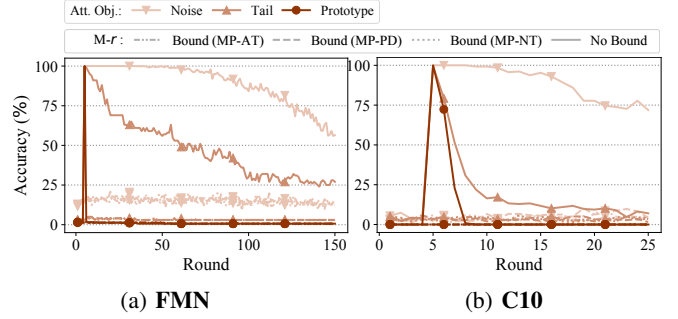 Att. Obj.: Noise Tail Prototype
M-r : Bound (MP-AT) Bound (MP-PD) Bound (MP-NT) No Bound
Accuracy (%)
100
75
50
25
0
0 50 100 150
Round
(a) FMN
100
75
50
25
0
0 5 10 15 20 25
Round
(b) C10